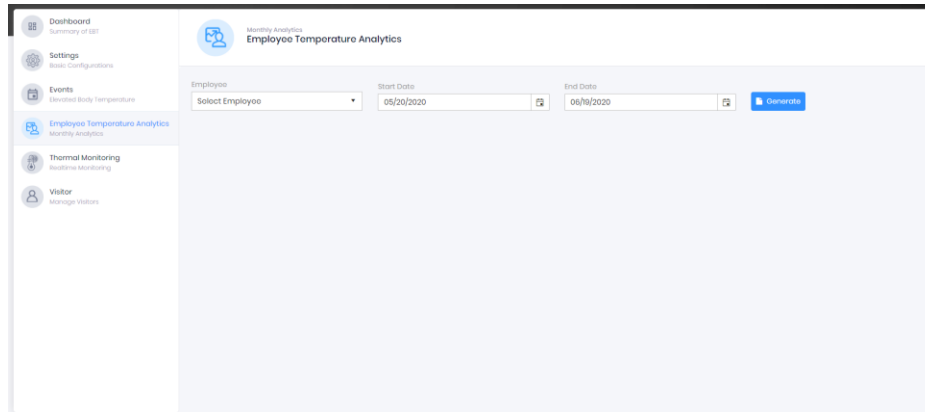 Dashboard
Summary of EBT
Settings
Basic Configurations
Events
Elevated Body Temperature
Employee Temperature Analytics
Monthly Analytics
Thermal Monitoring
Realtime Monitoring
Visitor
Manage Visitors
Monthly Analytics
Employee Temperature Analytics
Employee
Start Date
End Date
Select Employee
05/20/2020
06/19/2020
Generate